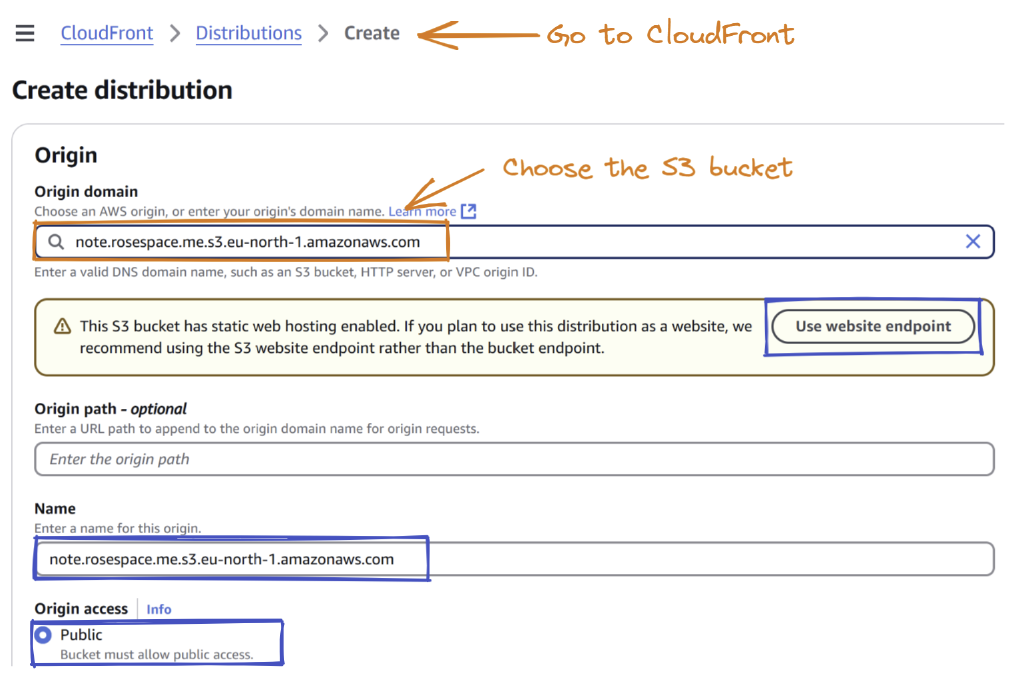 CloudFront > Distributions > Create Go to CloudFront
Create distribution
Origin
Choose the S3 bucket
Origin domain
Choose an AWS origin, or enter your origin's domain name. Learn more
note.rosespace.me.s3.eu-north-1.amazonaws.com
Enter a valid DNS domain name, such as an S3 bucket, HTTP server, or VPC origin ID.
This S3 bucket has static web hosting enabled. If you plan to use this distribution as a website, we
recommend using the S3 website endpoint rather than the bucket endpoint.
Use website endpoint
Origin path - optional
Enter a URL path to append to the origin domain name for origin requests.
Enter the origin path
Name
Enter a name for this origin.
note.rosespace.me.s3.eu-north-1.amazonaws.com
Origin access Info
Public
Bucket must allow public access.